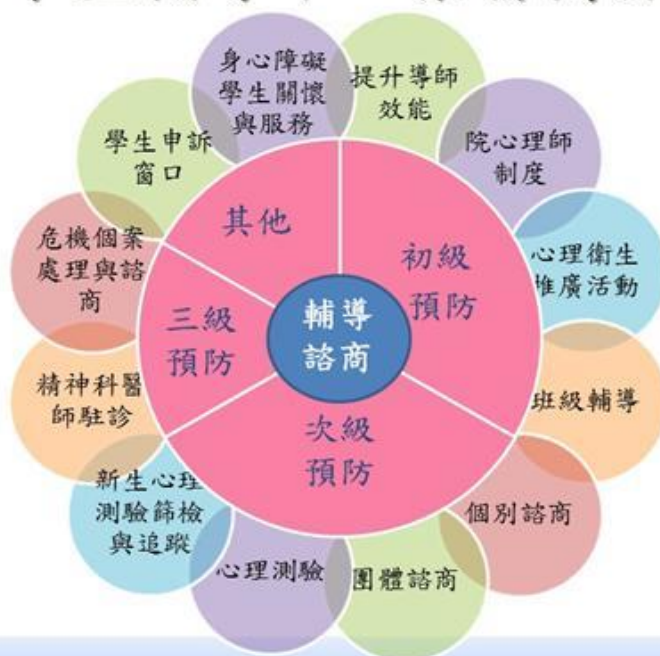 身心障礙
學生關懷
與服務
提升導師
效能
院心理師
制度
心理衛生
推廣活動
班級輔導
個別諮商
團體諮商
心理測驗
新生心理
測驗篩檢
與追蹤
精神科醫
師駐診
危機個案
處理與諮
商
學生申訴
窗口
其他
初級
預防
次級
預防
三級
預防
輔導
諮商